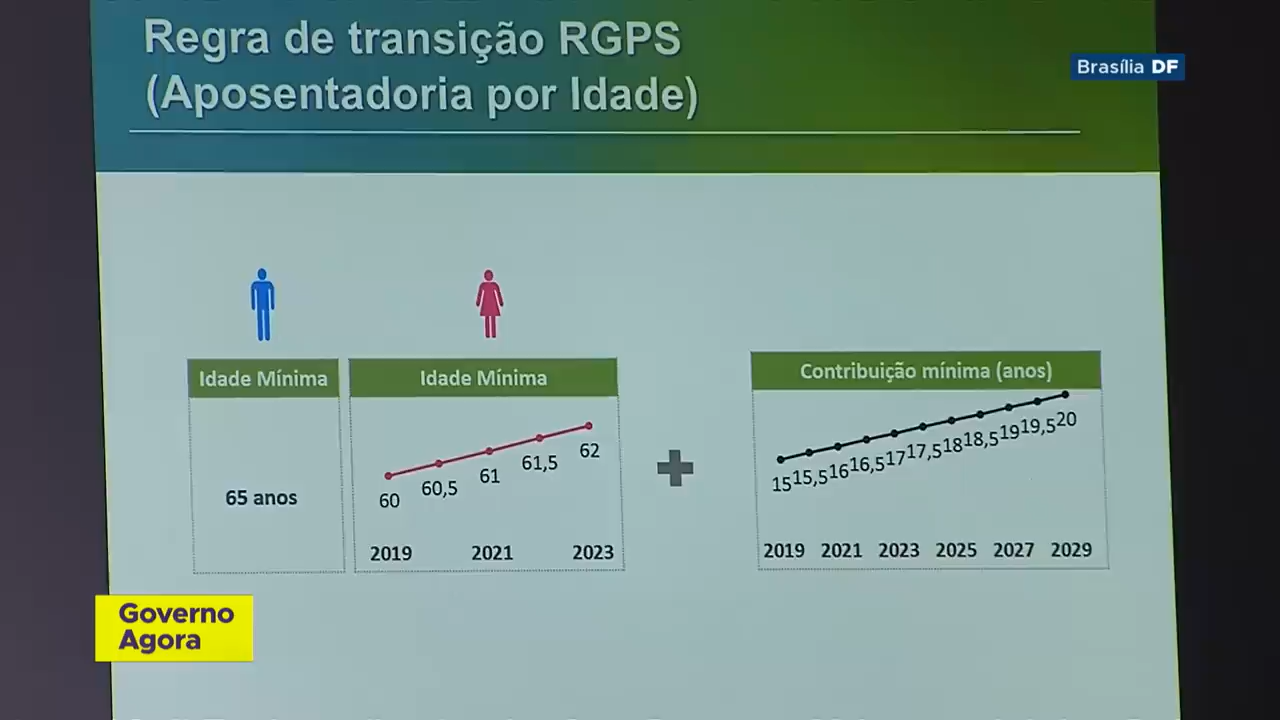 Regra de transição RGPS
(Aposentadoria por Idade)
Brasília DF
Idade Mínima
65 anos
Idade Mínima
60 60,5 61 61,5 62
2019 2021 2023
Contribuição mínima (anos)
15 15,5 16 16,5 17 17,5 18 18,5 19 19,5 20
2019 2021 2023 2025 2027 2029
Governo
Agora